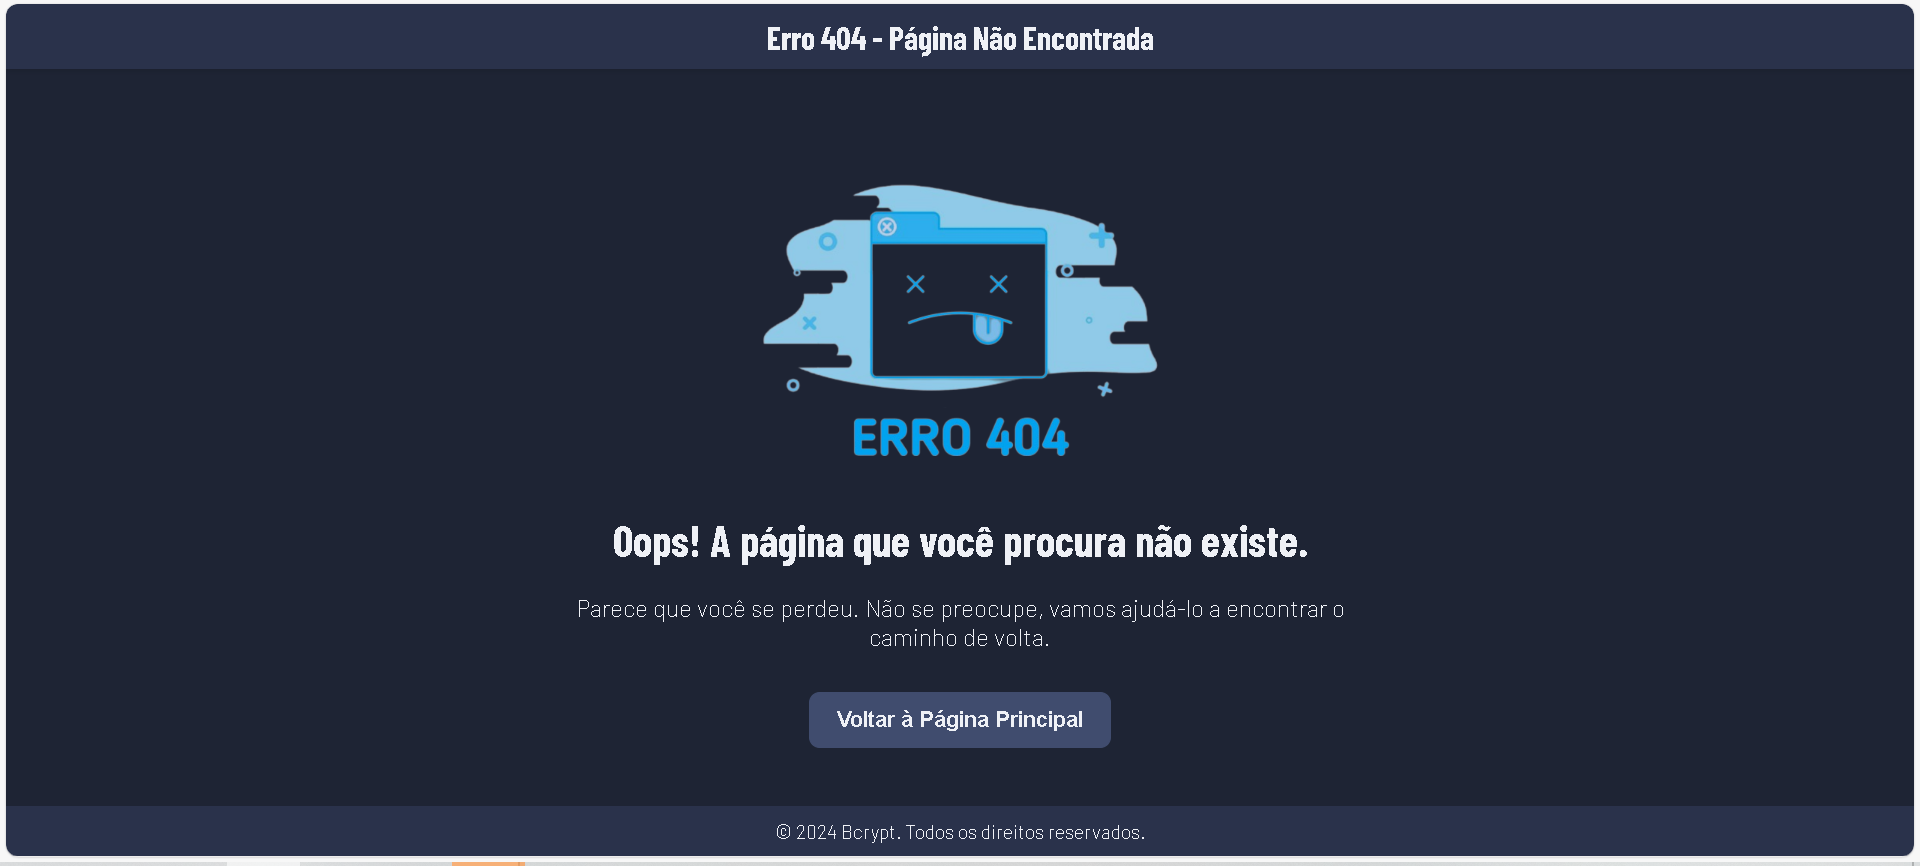 Erro 404 - Página Não Encontrada
ERRO 404
Oops! A página que você procura não existe.
Parece que você se perdeu. Não se preocupe, vamos ajudá-lo a encontrar o
caminho de volta.
Voltar à Página Principal
© 2024 Bcrypt. Todos os direitos reservados.